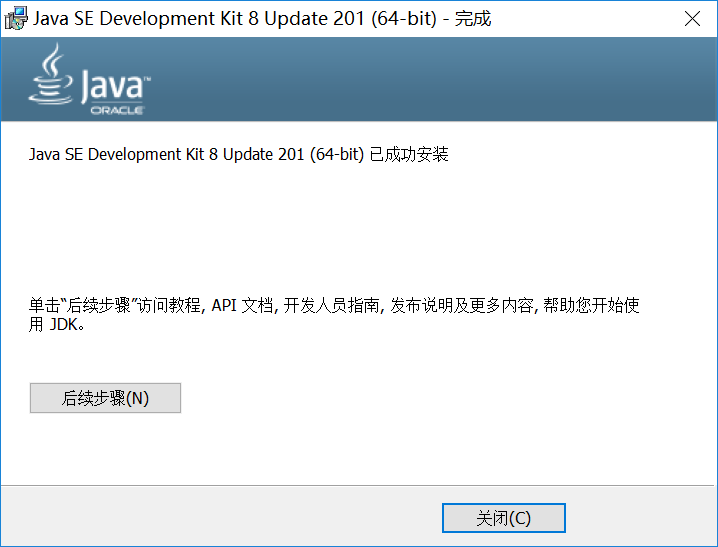 Java SE Development Kit 8 Update 201 (64-bit) - 完成
Java™
ORACLE
Java SE Development Kit 8 Update 201 (64-bit) 已成功安装
单击“后续步骤”访问教程, API 文档, 开发人员指南, 发布说明及更多内容, 帮助您开始使
用 JDK。
后续步骤(N)
关闭(C)